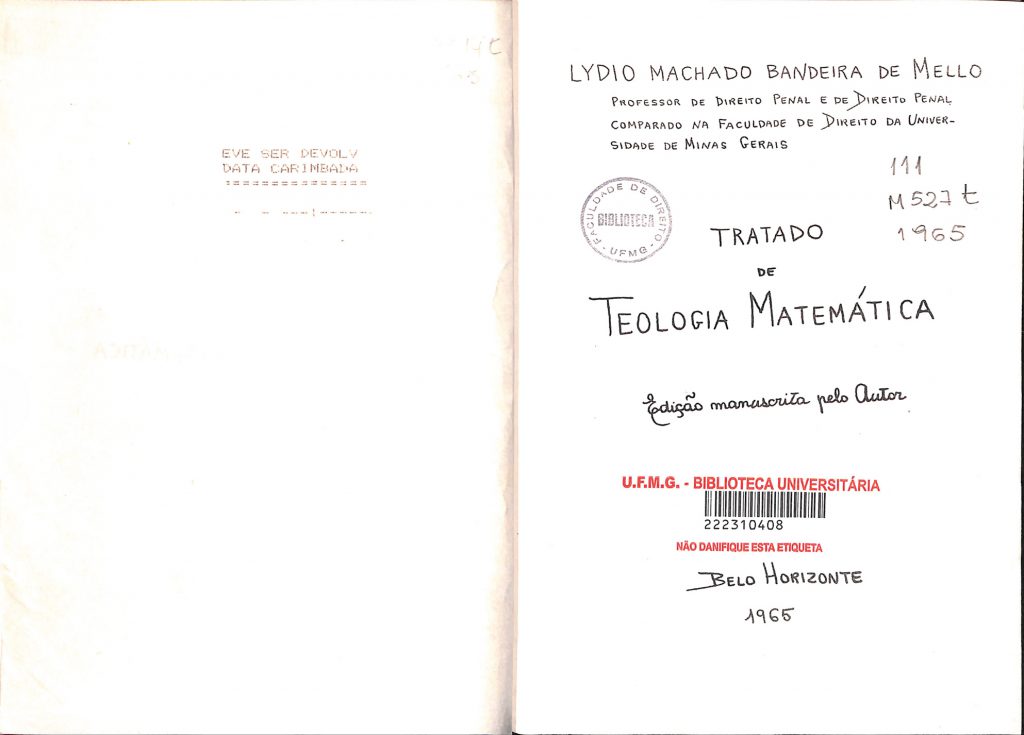 EVE SER DEVOLV
DATA CARIMBADA
LYDIO MACHADO BANDEIRA DE MELLO
PROFESSOR DE DIREITO PENAL E DE DIREITO PENAL
COMPARADO NA FACULDADE DE DIREITO DA UNIVER-
SIDADE DE MINAS GERAIS
111
M527t
1965
FACULDADE DE DIREITO
BIBLIOTECA
- UFMG -
TRATADO
DE
TEOLOGIA MATEMÁTICA
Edição manuscrita pelo Autor
U.F.M.G. - BIBLIOTECA UNIVERSITÁRIA
222310408
NÃO DANIFIQUE ESTA ETIQUETA
BELO HORIZONTE
1965